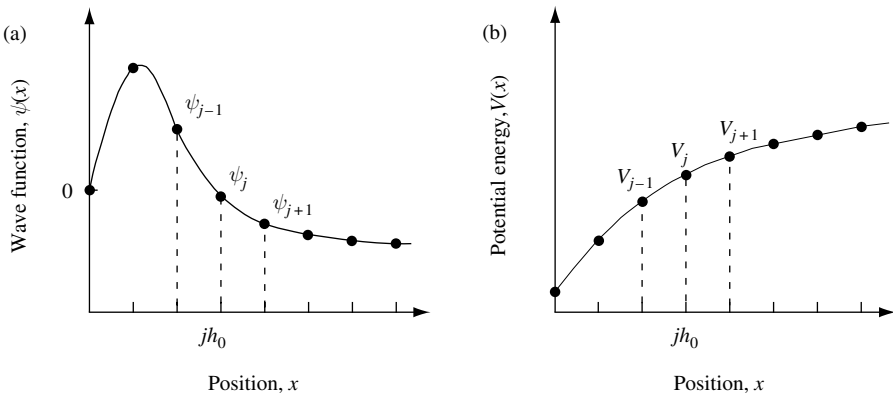 (a)
Wave function, ψ(x)
0
ψj−1
ψj
ψj+1
jh0
Position, x
(b)
Potential energy, V(x)
Vj−1
Vj
Vj+1
jh0
Position, x